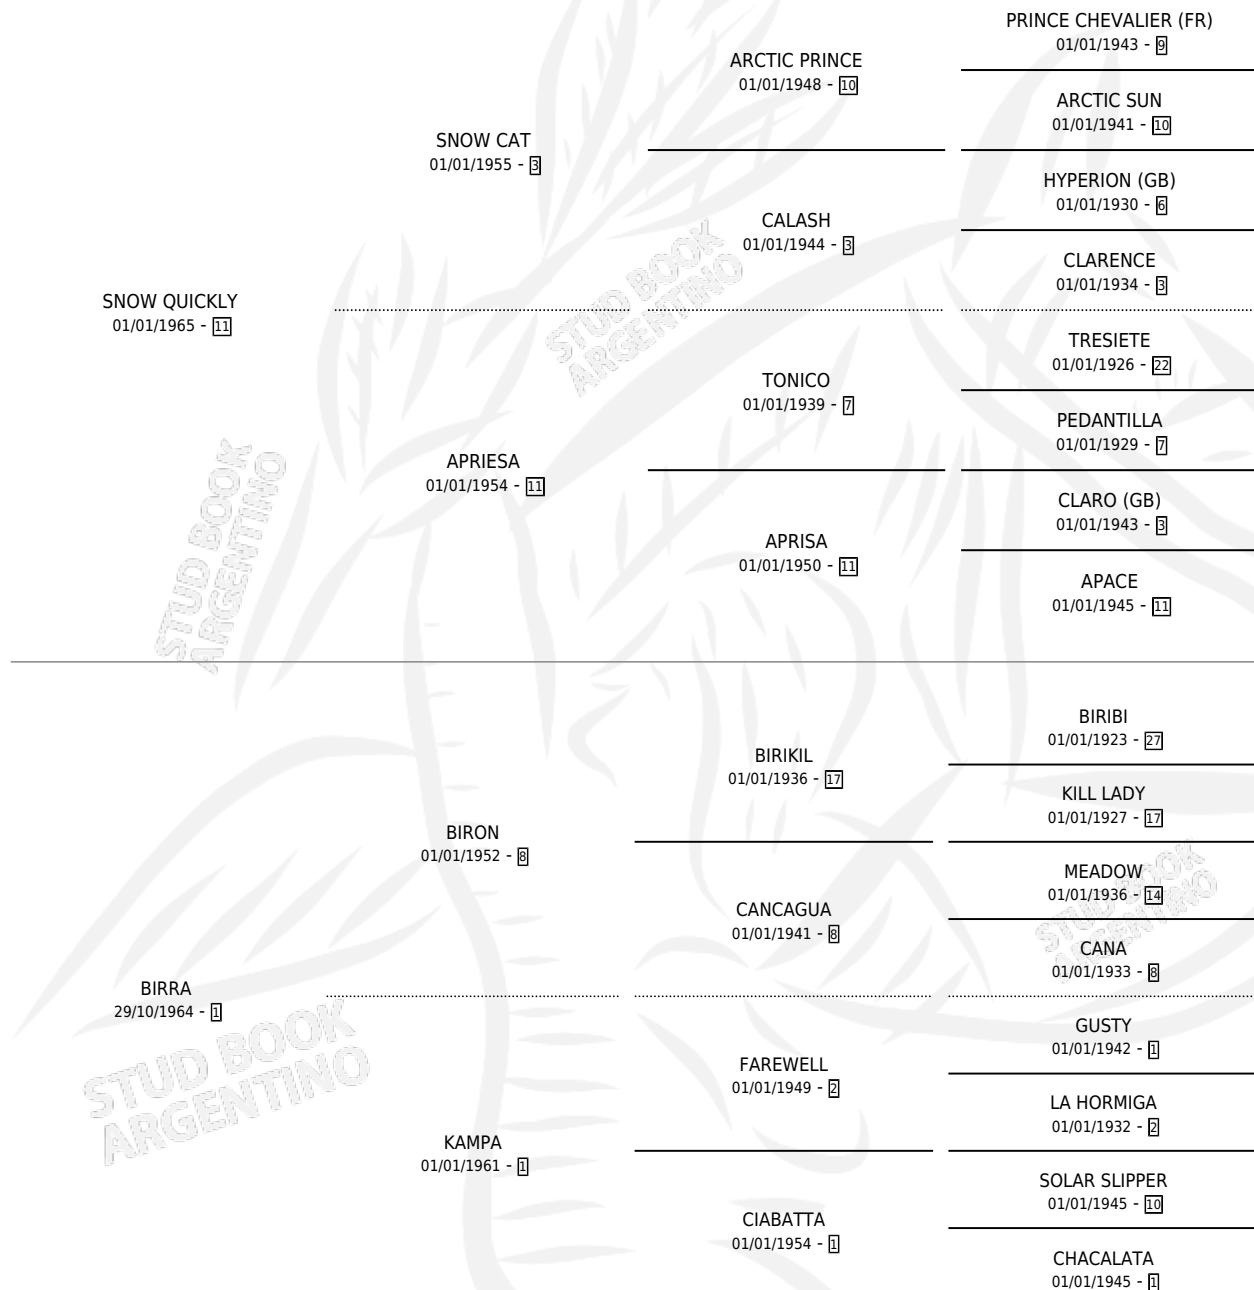 PRINCE CHEVALIER (FR)
01/01/1943 - 9
ARCTIC PRINCE
01/01/1948 - 10
ARCTIC SUN
01/01/1941 - 10
SNOW CAT
01/01/1955 - 3
HYPERION (GB)
01/01/1930 - 6
CALASH
01/01/1944 - 3
CLARENCE
01/01/1934 - 3
SNOW QUICKLY
01/01/1965 - 11
TRESIETE
01/01/1926 - 22
TONICO
01/01/1939 - 7
PEDANTILLA
01/01/1929 - 7
APRIESA
01/01/1954 - 11
CLARO (GB)
01/01/1943 - 3
APRISA
01/01/1950 - 11
APACE
01/01/1945 - 11
BIRIBI
01/01/1923 - 27
BIRIKIL
01/01/1936 - 17
KILL LADY
01/01/1927 - 17
BIRON
01/01/1952 - 8
MEADOW
01/01/1936 - 14
CANCAGUA
01/01/1941 - 8
CANA
01/01/1933 - 8
BIRRA
29/10/1964 - 1
GUSTY
01/01/1942 - 1
FAREWELL
01/01/1949 - 2
LA HORMIGA
01/01/1932 - 2
KAMPA
01/01/1961 - 1
SOLAR SLIPPER
01/01/1945 - 10
CIABATTA
01/01/1954 - 1
CHACALATA
01/01/1945 - 1
STUD BOOK
ARGENTINO
STUD BOOK
ARGENTINO
STUD BOOK
ARGENTINO
STUD BOOK
ARGENTINO